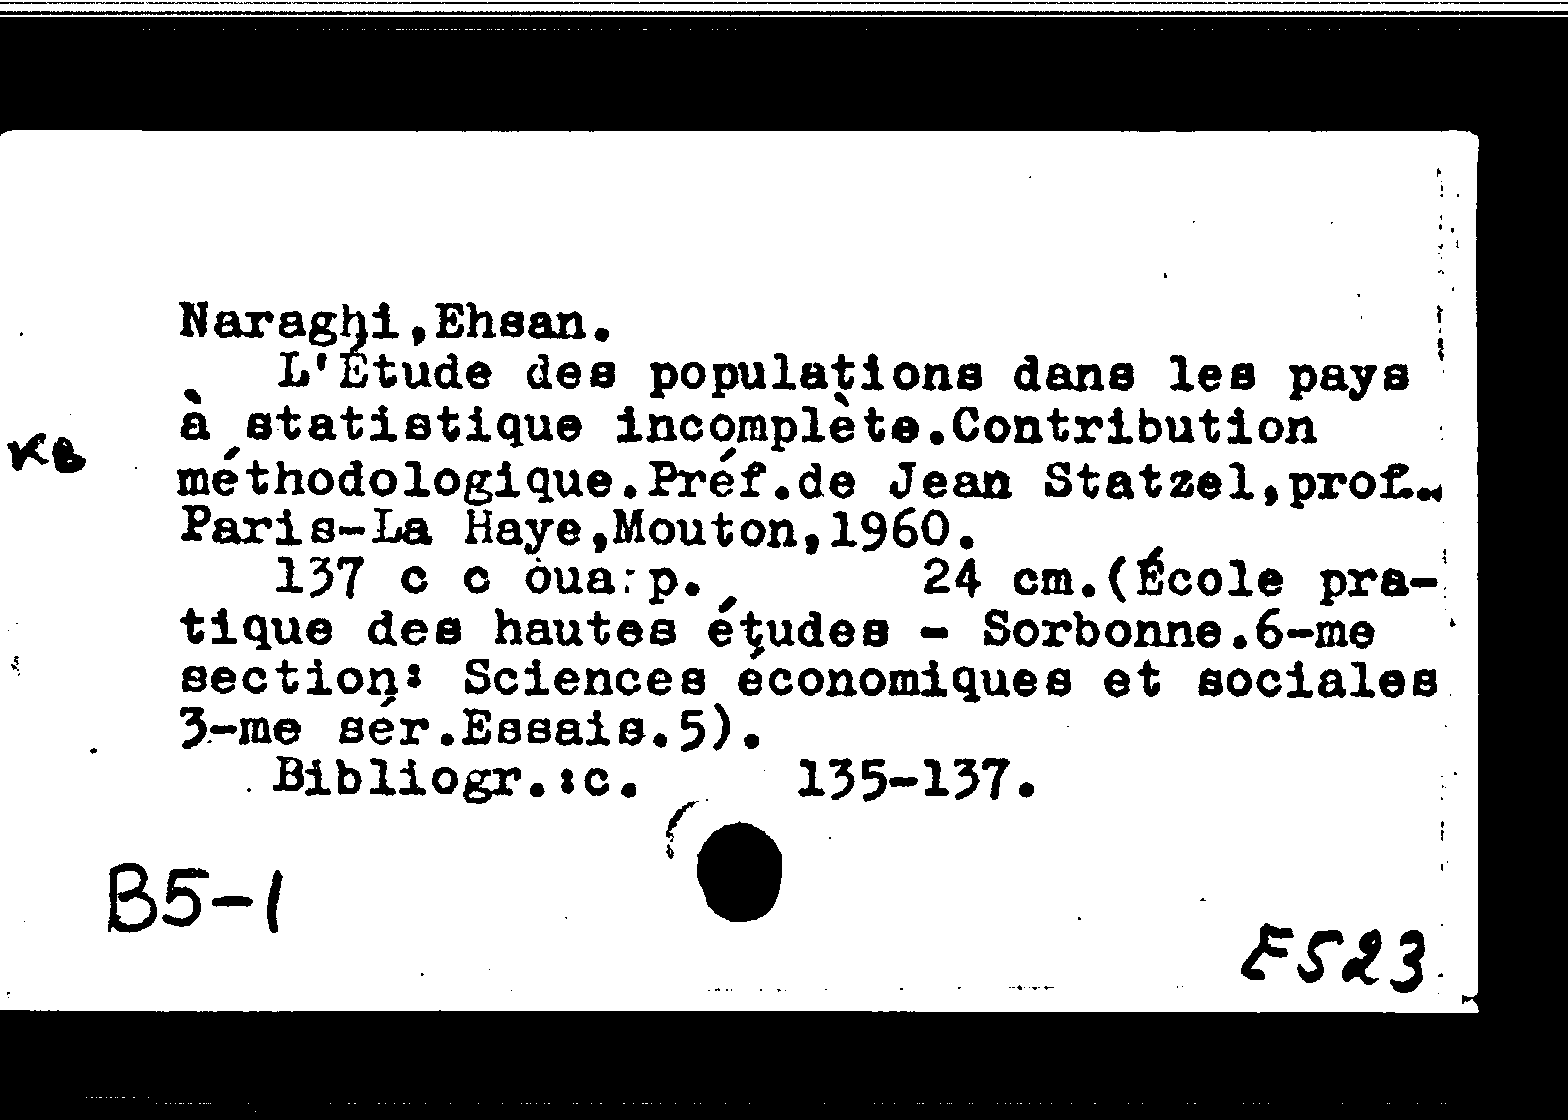 Naraghi,Ehsan.
L'Étude des populations dans les pays
à statistique incomplète.Contribution
méthodologique.Préf.de Jean Statzel,prof...
кв
Paris-La Haye,Mouton,1960.
137 c c диагр. 24 cm.(École pra-
tique des hautes études - Sorbonne.6-me
section: Sciences économiques et sociales
3-me sér.Essais.5).
Bibliogr.:c. 135-137.
B5-1
E523